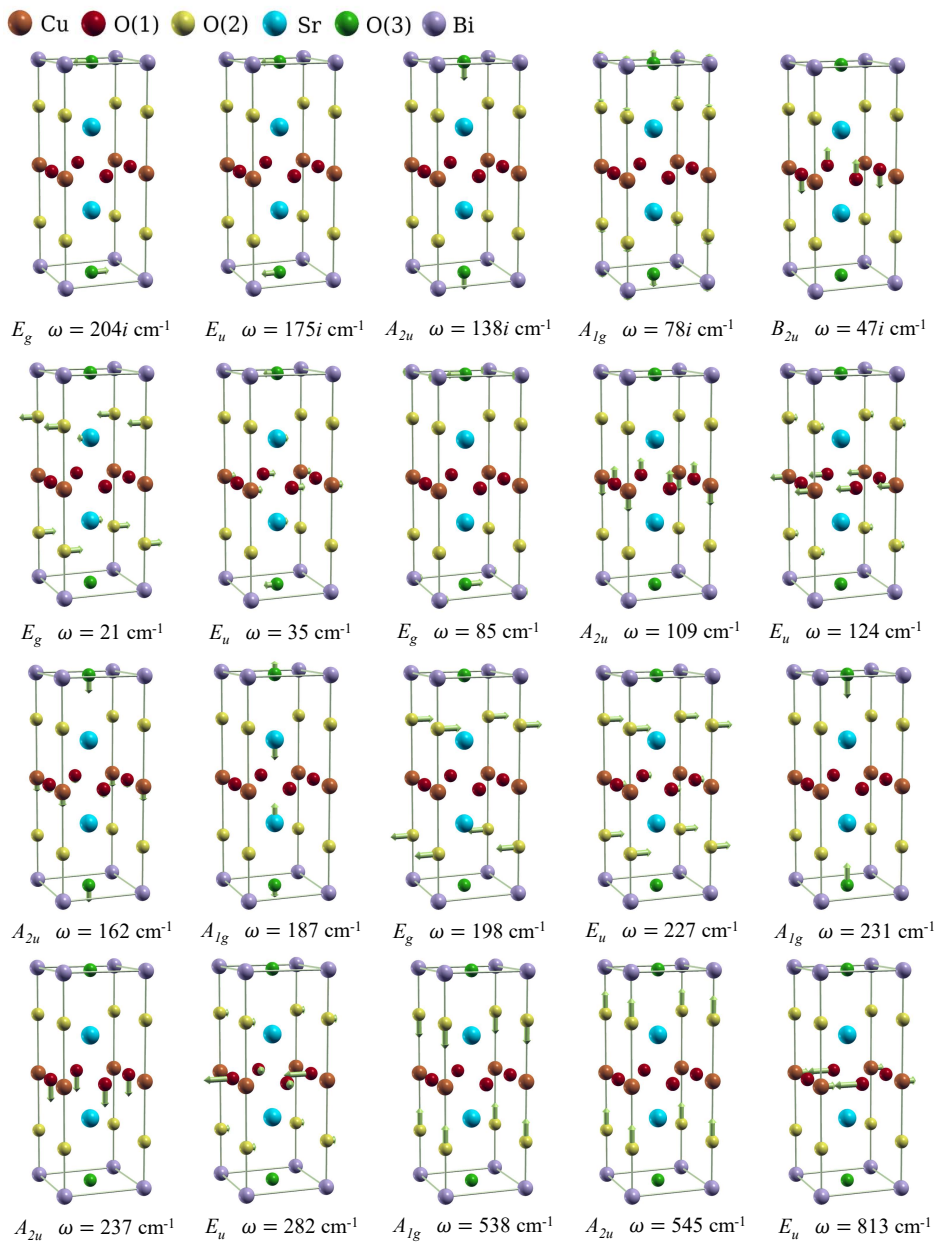 Cu O(1) O(2) Sr O(3) Bi
E_g ω = 204i cm⁻¹ E_u ω = 175i cm⁻¹ A_2u ω = 138i cm⁻¹ A_1g ω = 78i cm⁻¹ B_2u ω = 47i cm⁻¹
E_g ω = 21 cm⁻¹ E_u ω = 35 cm⁻¹ E_g ω = 85 cm⁻¹ A_2u ω = 109 cm⁻¹ E_u ω = 124 cm⁻¹
A_2u ω = 162 cm⁻¹ A_1g ω = 187 cm⁻¹ E_g ω = 198 cm⁻¹ E_u ω = 227 cm⁻¹ A_1g ω = 231 cm⁻¹
A_2u ω = 237 cm⁻¹ E_u ω = 282 cm⁻¹ A_1g ω = 538 cm⁻¹ A_2u ω = 545 cm⁻¹ E_u ω = 813 cm⁻¹